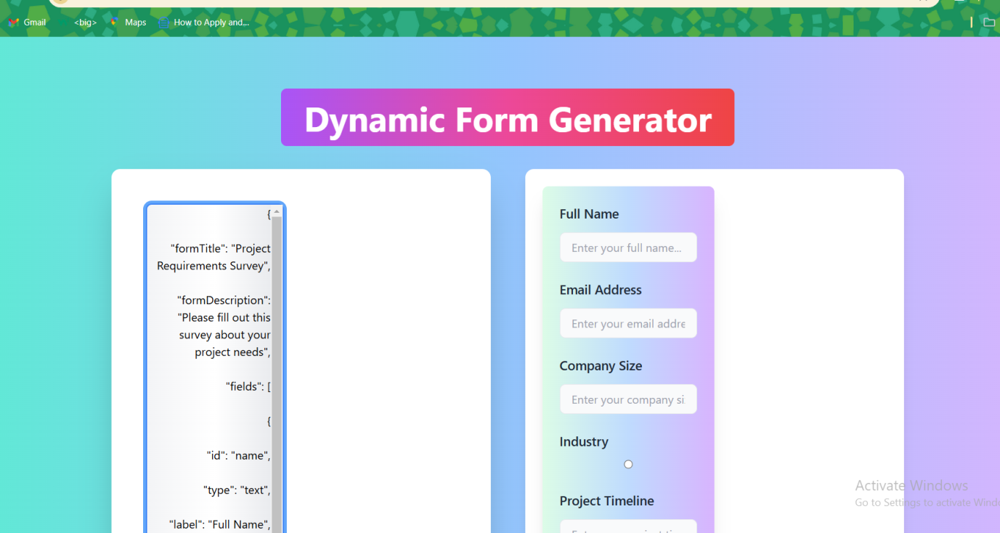 Gmail
<big>
Maps
How to Apply and...
Dynamic Form Generator
{
"formTitle": "Project
Requirements Survey",
"formDescription":
"Please fill out this
survey about your
project needs",
"fields": [
{
"id": "name",
"type": "text",
"label": "Full Name",
Full Name
Enter your full name...
Email Address
Enter your email addre
Company Size
Enter your company si
Industry
Project Timeline
Activate Windows
Go to Settings to activate Wind